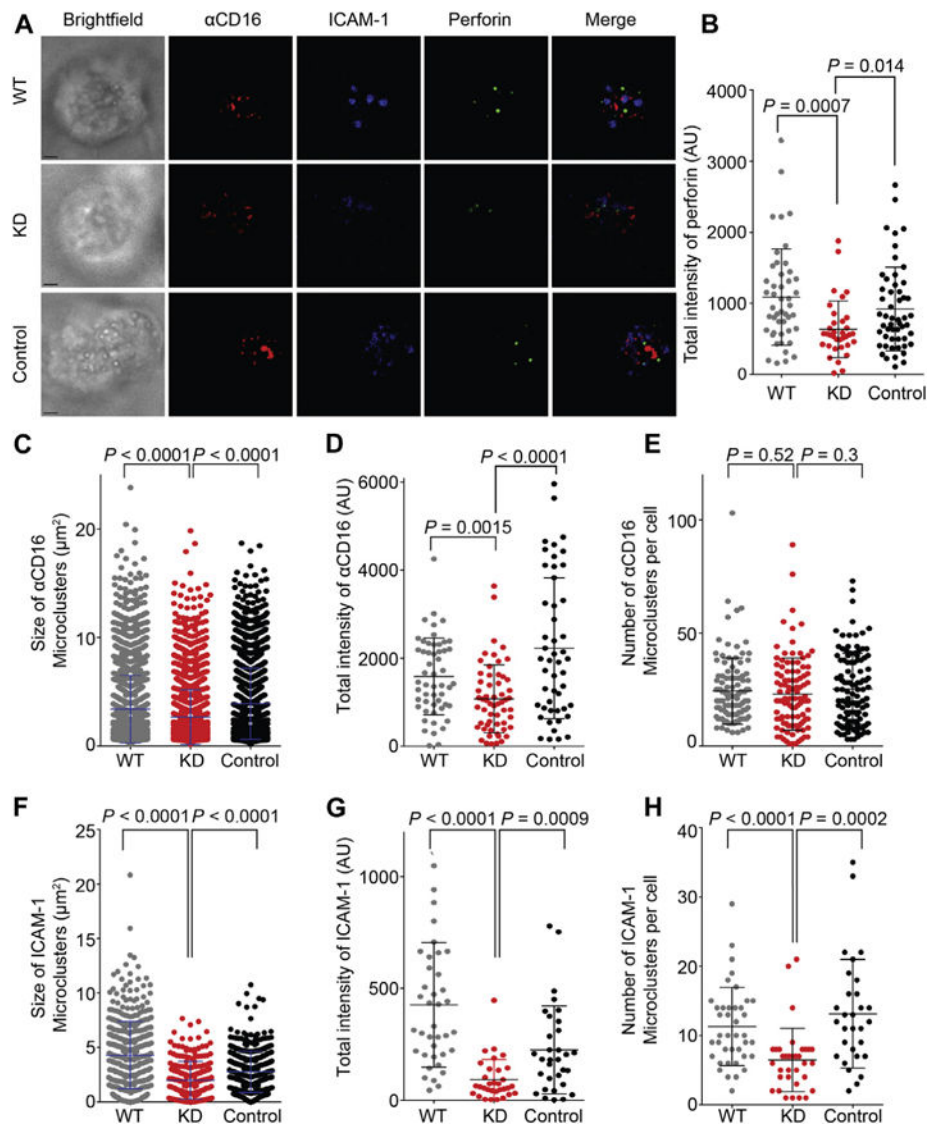 A
Brightfield
αCD16
ICAM-1
Perforin
Merge
WT
KD
Control
B
P = 0.014
P = 0.0007
Total intensity of perforin (AU)
4000
3000
2000
1000
0
WT
KD
Control
C
P < 0.0001
P < 0.0001
Size of αCD16
Microclusters (μm²)
20
10
0
WT
KD
Control
D
P < 0.0001
P = 0.0015
Total intensity of αCD16 (AU)
6000
4000
2000
0
WT
KD
Control
E
P = 0.52
P = 0.3
Number of αCD16
Microclusters per cell
100
50
0
WT
KD
Control
F
P < 0.0001
P < 0.0001
Size of ICAM-1
Microclusters (μm²)
25
20
15
10
5
0
WT
KD
Control
G
P < 0.0001
P = 0.0009
Total intensity of ICAM-1 (AU)
1000
500
0
WT
KD
Control
H
P < 0.0001
P = 0.0002
Number of ICAM-1
Microclusters per cell
40
30
20
10
0
WT
KD
Control